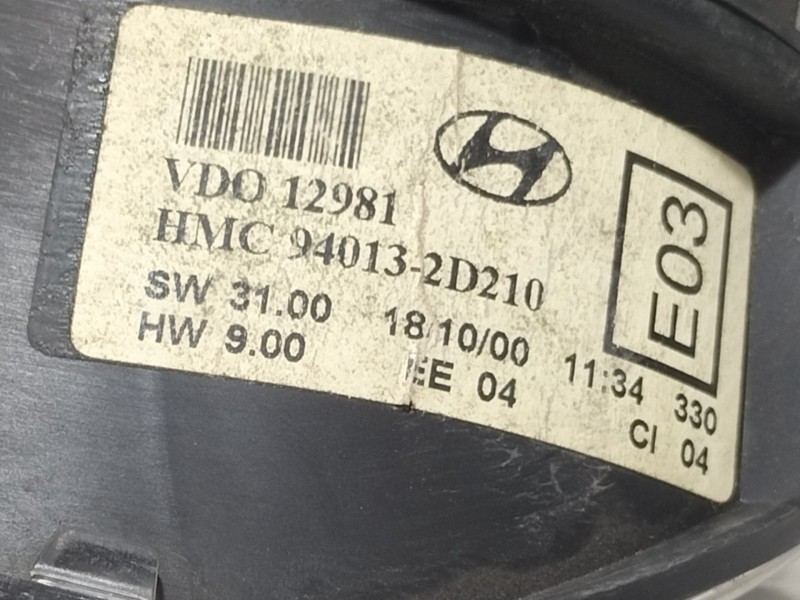 VDO 12981
HMC 94013-2D210
SW 31.00 18/10/00 11:34 330
HW 9.00 EE 04 CI 04
E03